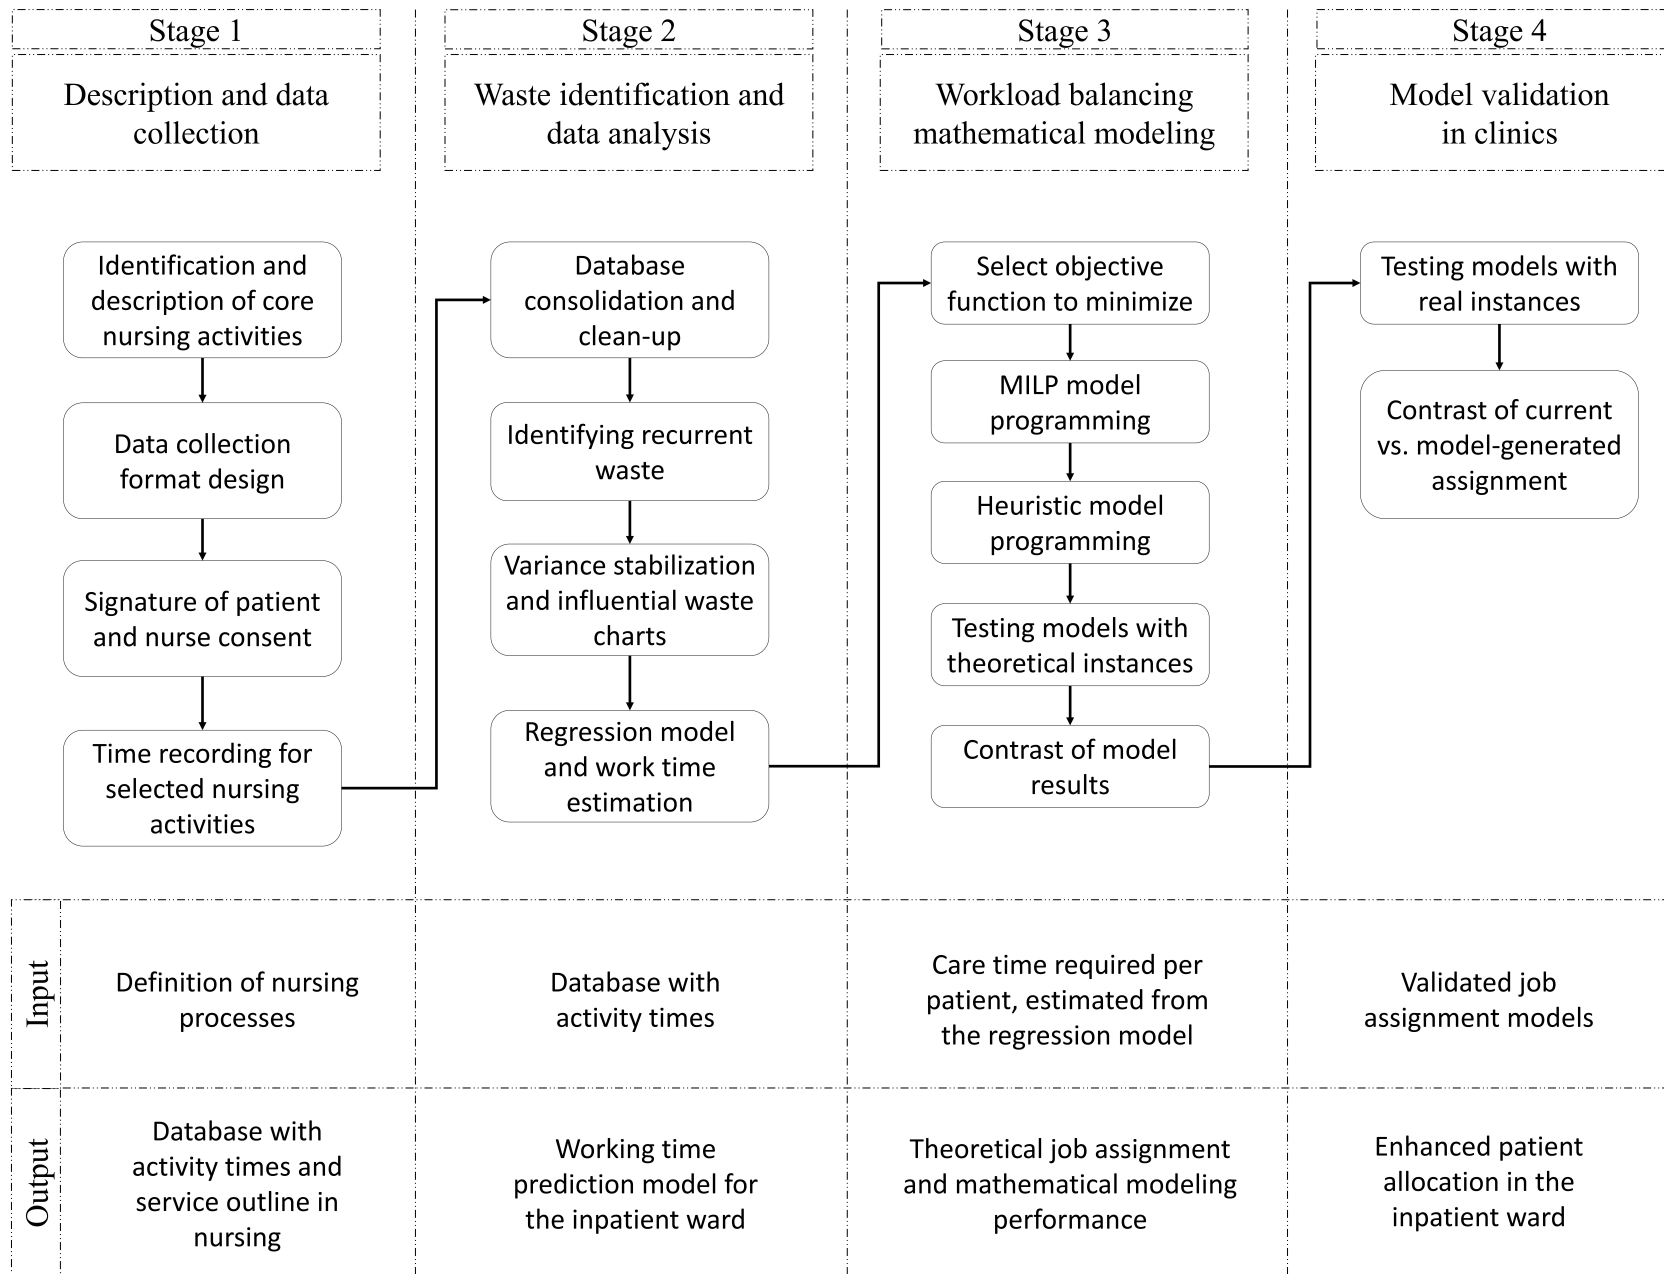 Stage 1
Description and data
collection
Stage 2
Waste identification and
data analysis
Stage 3
Workload balancing
mathematical modeling
Stage 4
Model validation
in clinics
Identification and
description of core
nursing activities
Data collection
format design
Signature of patient
and nurse consent
Time recording for
selected nursing
activities
Database
consolidation and
clean-up
Identifying recurrent
waste
Variance stabilization
and influential waste
charts
Regression model
and work time
estimation
Select objective
function to minimize
MILP model
programming
Heuristic model
programming
Testing models with
theoretical instances
Contrast of model
results
Testing models with
real instances
Contrast of current
vs. model-generated
assignment
Input
Definition of nursing
processes
Database with
activity times
Care time required per
patient, estimated from
the regression model
Validated job
assignment models
Output
Database with
activity times and
service outline in
nursing
Working time
prediction model for
the inpatient ward
Theoretical job assignment
and mathematical modeling
performance
Enhanced patient
allocation in the
inpatient ward